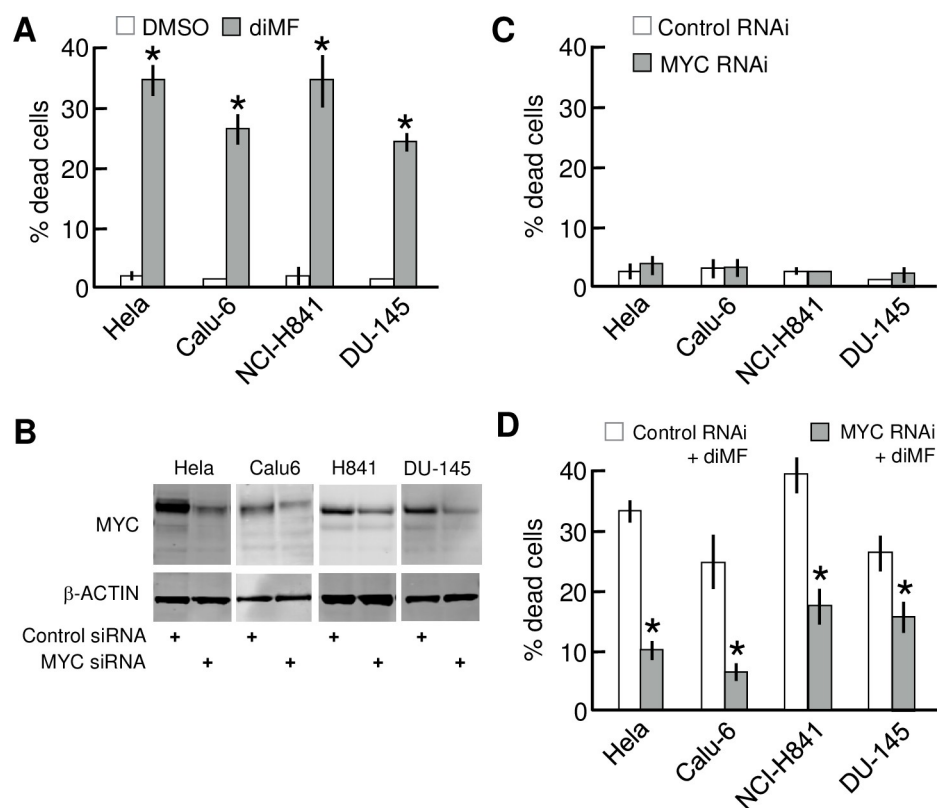 A
DMSO diMF
% dead cells
40
30
20
10
0
* * * *
Hela Calu-6 NCI-H841 DU-145
B
Hela Calu6 H841 DU-145
MYC
β-ACTIN
Control siRNA + + + +
MYC siRNA + + + +
C
Control RNAi
MYC RNAi
% dead cells
40
30
20
10
0
Hela Calu-6 NCI-H841 DU-145
D
Control RNAi + diMF
MYC RNAi + diMF
% dead cells
40
30
20
10
0
* * * *
Hela Calu-6 NCI-H841 DU-145